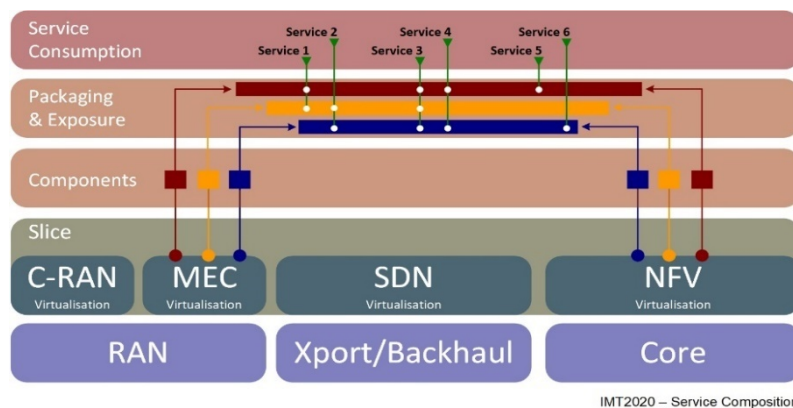 Service
Consumption
Service 2
Service 4
Service 6
Service 1
Service 3
Service 5
Packaging
& Exposure
Components
Slice
C-RAN
Virtualisation
MEC
Virtualisation
SDN
Virtualisation
NFV
Virtualisation
RAN
Xport/Backhaul
Core
IMT2020 – Service Composition